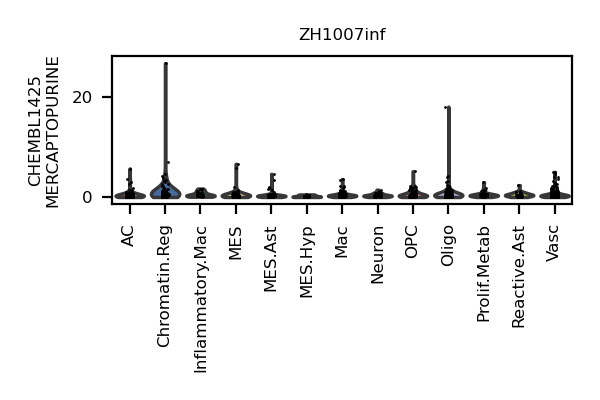 ZH1007inf
CHEMBL1425
MERCAPTOPURINE
20
0
AC
Chromatin.Reg
Inflammatory.Mac
MES
MES.Ast
MES.Hyp
Mac
Neuron
OPC
Oligo
Prolif.Metab
Reactive.Ast
Vasc